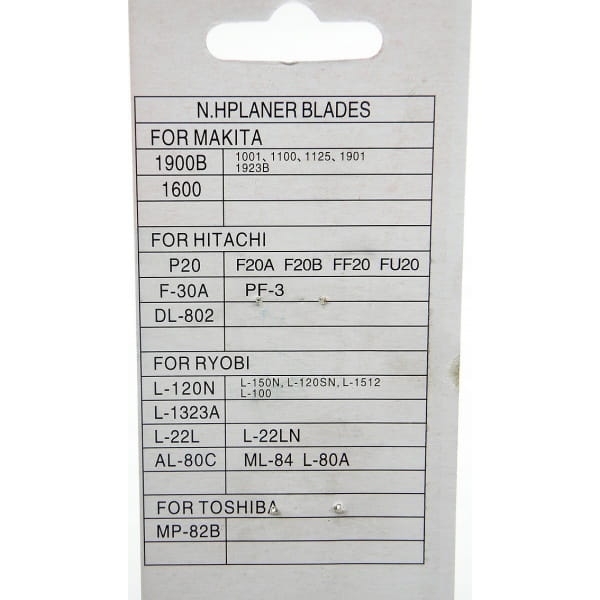 N.HPLANER BLADES
FOR MAKITA
1900B 1001、1100、1125、1901
1923B
1600
FOR HITACHI
P20 F20A F20B FF20 FU20
F-30A PF-3
DL-802
FOR RYOBI
L-120N L-150N, L-120SN, L-1512
L-100
L-1323A
L-22L L-22LN
AL-80C ML-84 L-80A
FOR TOSHIBA
MP-82B